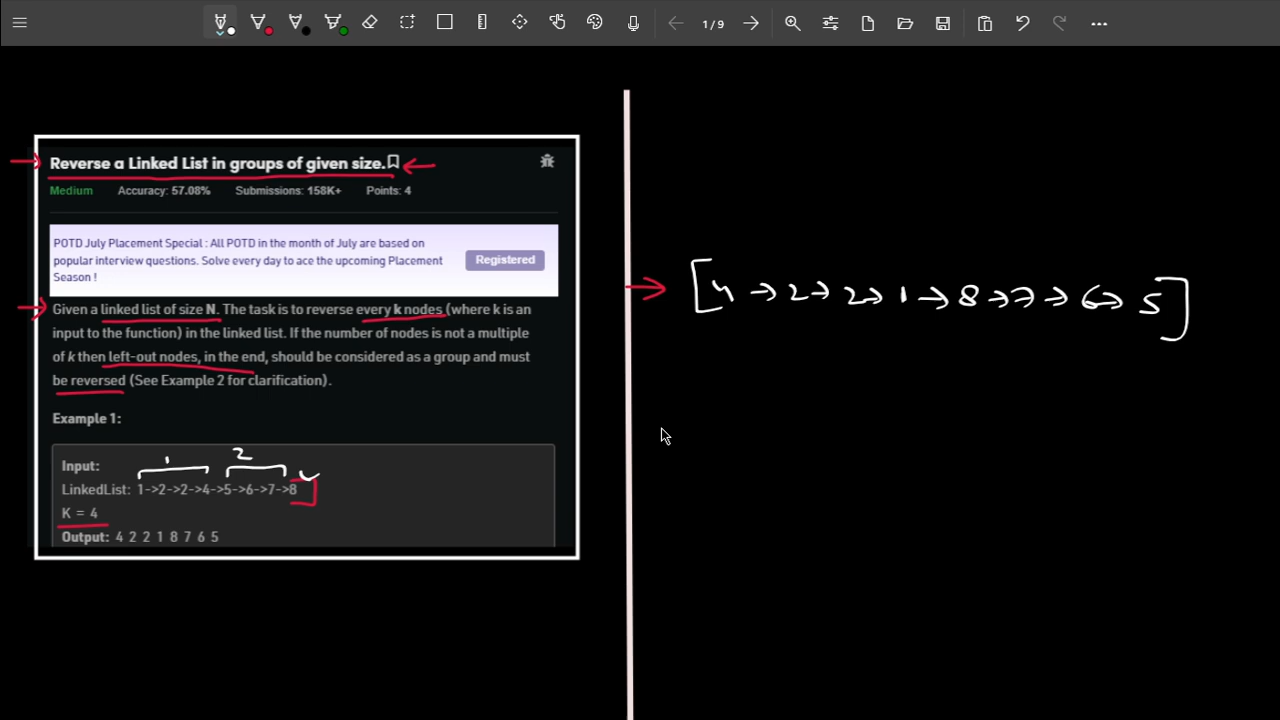 1/9
Reverse a Linked List in groups of given size.
Medium Accuracy: 57.08% Submissions: 158K+ Points: 4
POTD July Placement Special : All POTD in the month of July are based on
popular interview questions. Solve every day to ace the upcoming Placement
Season !
Registered
Given a linked list of size N. The task is to reverse every k nodes (where k is an
input to the function) in the linked list. If the number of nodes is not a multiple
of k then left-out nodes, in the end, should be considered as a group and must
be reversed (See Example 2 for clarification).
Example 1:
1 2
Input:
LinkedList: 1->2->2->4->5->6->7->8
K = 4
Output: 4 2 2 1 8 7 6 5
[4 → 2 → 2 → 1 → 8 → 7 → 6 → 5]